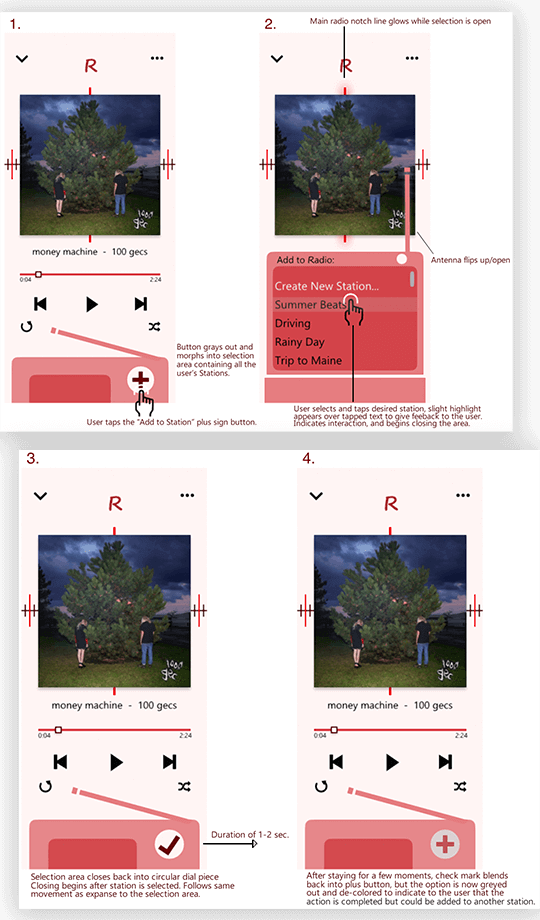 1.
R
money machine - 100 gecs
0:04
2:24
Button grays out and
morphs into selection
area containing all the
user's Stations.
User taps the "Add to Station" plus sign button.
2.
Main radio notch line glows while selection is open
R
Antenna flips up/open
Add to Radio:
Create New Station...
Summer Beats
Driving
Rainy Day
Trip to Maine
User selects and taps desired station, slight highlight
appears over tapped text to give feeback to the user.
Indicates interaction, and begins closing the area.
3.
R
money machine - 100 gecs
0:04
2:24
Duration of 1-2 sec.
Selection area closes back into circular dial piece
Closing begins after station is selected. Follows same
movement as expanse to the selection area.
4.
R
money machine - 100 gecs
0:04
2:24
After staying for a few moments, check mark blends
back into plus button, but the option is now greyed
out and de-colored to indicate to the user that the
action is completed but could be added to another station.